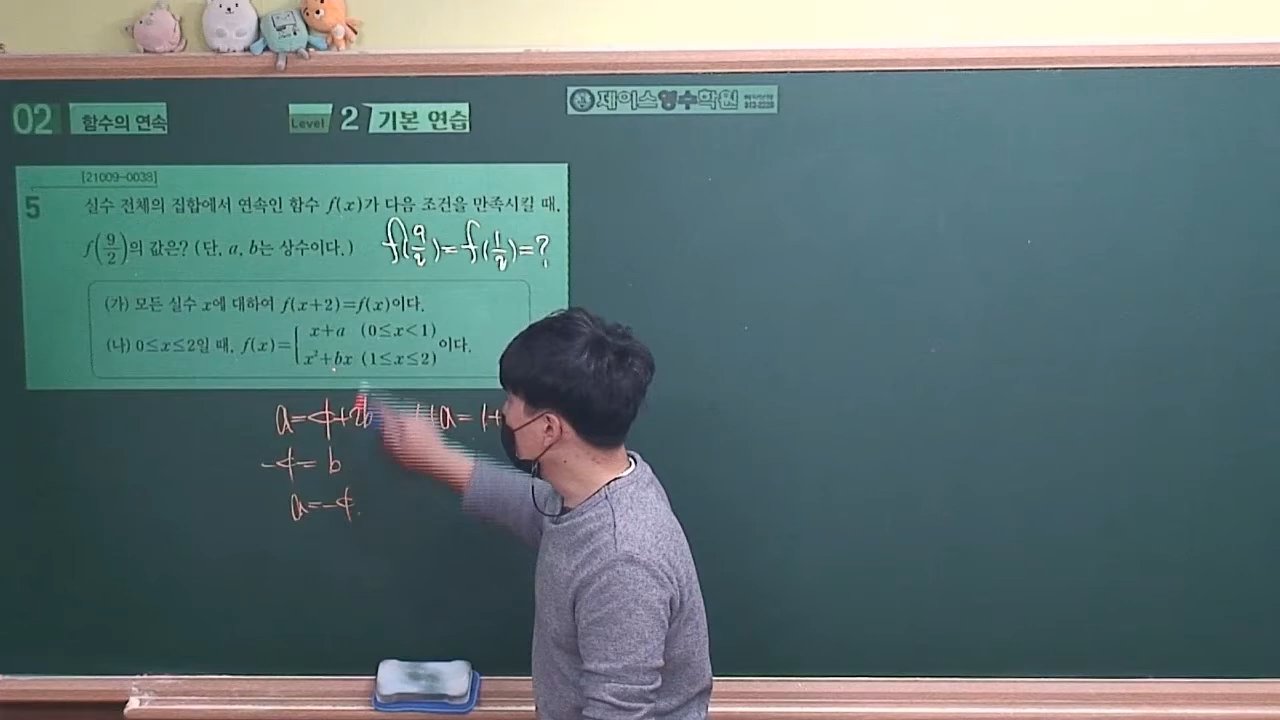 02 함수의 연속 Level 2 기본 연습 제이스영수학원 913-2228
[21009-0038]
5 실수 전체의 집합에서 연속인 함수 f(x)가 다음 조건을 만족시킬 때,
f(9/2)의 값은? (단, a, b는 상수이다.) f(9/2)=f(1/2)=?
(가) 모든 실수 x에 대하여 f(x+2)=f(x)이다.
(나) 0≤x≤2일 때, f(x)={ x+a (0≤x<1)
x²+bx (1≤x≤2) 이다.
a=4+2b 1+a=1+
-4=b
a=-4.